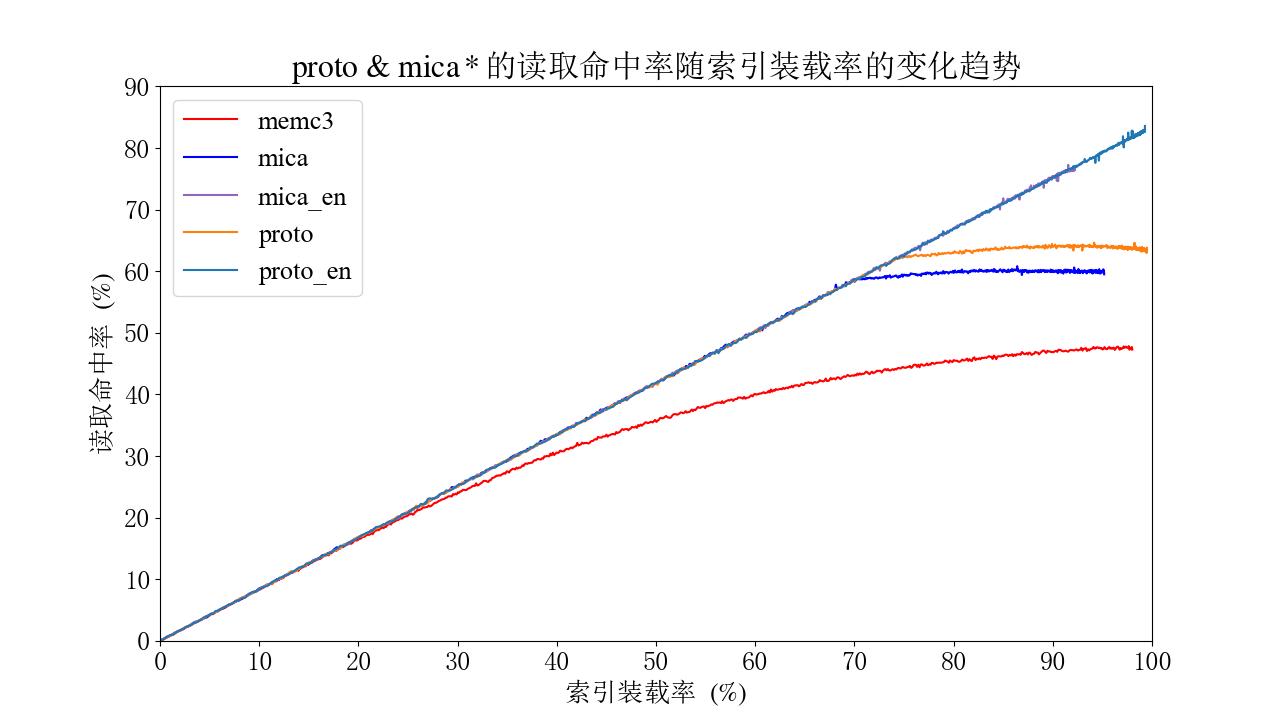 proto & mica * 的读取命中率随索引装载率的变化趋势
memc3
mica
mica_en
proto
proto_en
读取命中率 (%)
90
80
70
60
50
40
30
20
10
0
0 10 20 30 40 50 60 70 80 90 100
索引装载率 (%)